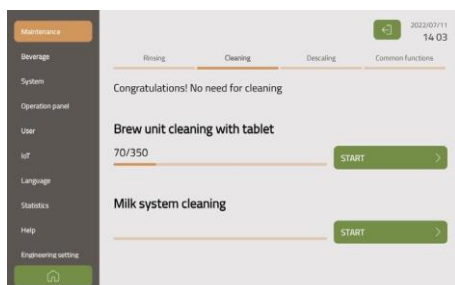 Maintenance
Beverage
System
Operation panel
User
IoT
Language
Statistics
Help
Engineering setting
2022/07/11
14 03
Rinsing
Cleaning
Descaling
Common functions
Congratulations! No need for cleaning
Brew unit cleaning with tablet
70/350
START
Milk system cleaning
START